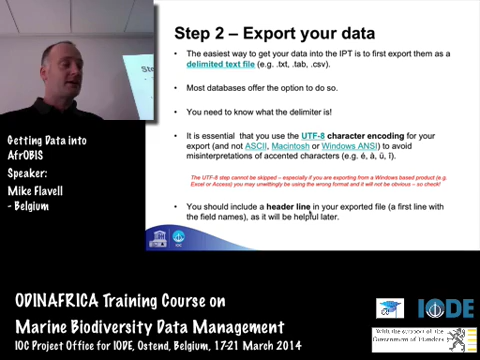 Step 2 – Export your data
• The easiest way to get your data into the IPT is to first export them as a
delimited text file (e.g. .txt, .tab, .csv).
• Most databases offer the option to do so.
• You need to know what the delimiter is!
• It is essential that you use the UTF-8 character encoding for your
export (and not ASCII, Macintosh or Windows ANSI) to avoid
misinterpretations of accented characters (e.g. é, à, û, ï).
The UTF-8 step cannot be skipped – especially if you are exporting from a Windows based product (e.g.
Excel or Access) you may unwittingly be using the wrong format and it will not be obvious – so check!
• You should include a header line in your exported file (a first line with
the field names), as it will be helpful later.
Getting Data into
AfrOBIS
Speaker:
Mike Flavell
- Belgium
ODINAFRICA Training Course on
Marine Biodiversity Data Management
IOC Project Office for IODE, Ostend, Belgium, 17-21 March 2014
IODE
With the support of the
Government of Flanders